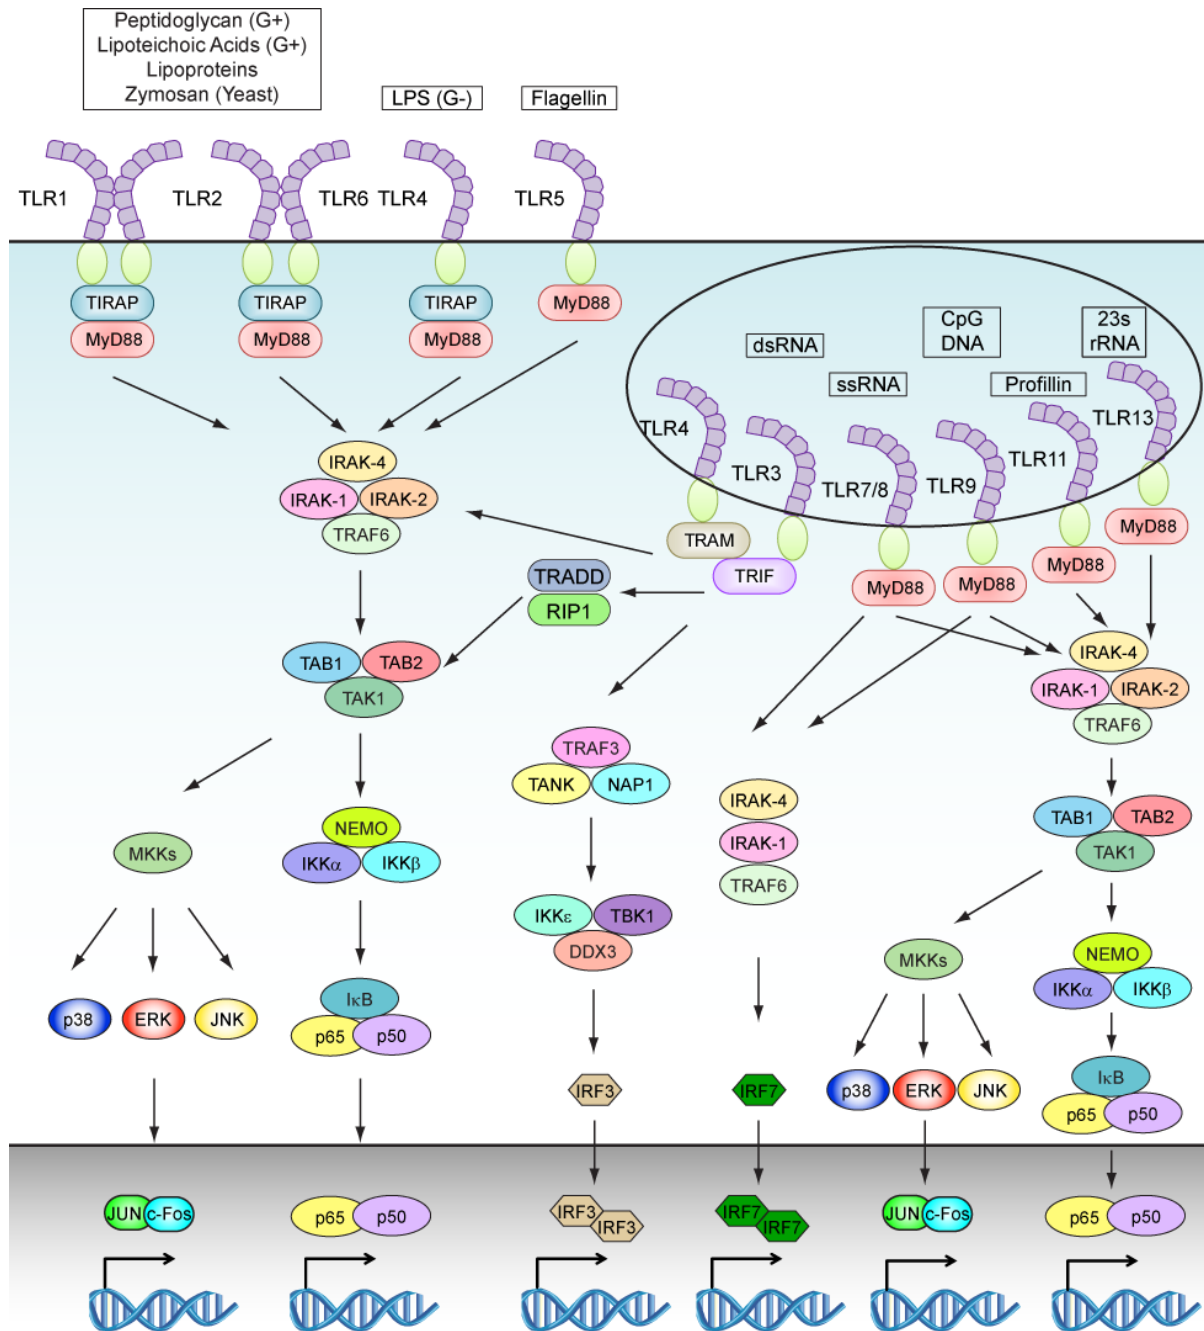 Peptidoglycan (G+)
Lipoteichoic Acids (G+)
Lipoproteins
Zymosan (Yeast)
LPS (G-)
Flagellin
TLR1
TLR2
TLR6
TLR4
TLR5
TIRAP
MyD88
TIRAP
MyD88
TIRAP
MyD88
MyD88
dsRNA
ssRNA
CpG
DNA
Profillin
23s
rRNA
TLR4
TLR3
TLR7/8
TLR9
TLR11
TLR13
TRAM
TRIF
MyD88
MyD88
MyD88
MyD88
IRAK-4
IRAK-1
IRAK-2
TRAF6
TRADD
RIP1
TAB1
TAB2
TAK1
MKKs
NEMO
IKKα
IKKβ
p38
ERK
JNK
IκB
p65
p50
TRAF3
TANK
NAP1
IKKε
TBK1
DDX3
IRF3
IRAK-4
IRAK-1
TRAF6
IRF7
IRAK-4
IRAK-1
IRAK-2
TRAF6
TAB1
TAB2
TAK1
MKKs
NEMO
IKKα
IKKβ
p38
ERK
JNK
IκB
p65
p50
JUN
c-Fos
p65
p50
IRF3
IRF3
IRF7
IRF7
JUN
c-Fos
p65
p50